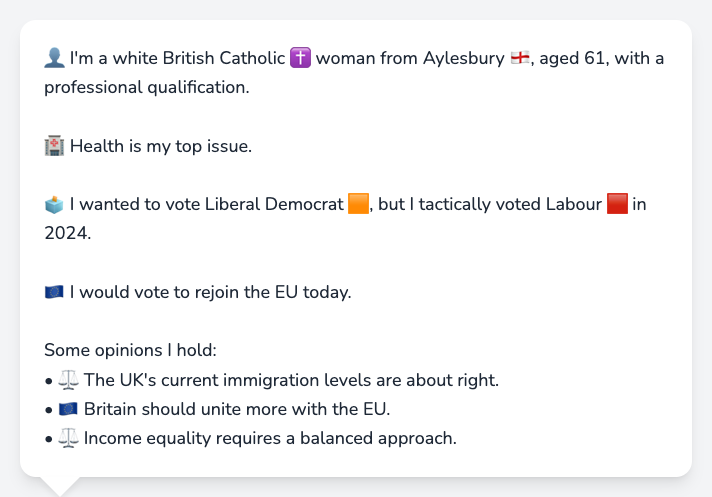 👤 I'm a white British Catholic ✝️ woman from Aylesbury 🏴󠁧󠁢󠁥󠁮󠁧󠁿, aged 61, with a
professional qualification.
🏥 Health is my top issue.
🗳️ I wanted to vote Liberal Democrat 🟧, but I tactically voted Labour 🟥 in
2024.
🇪🇺 I would vote to rejoin the EU today.
Some opinions I hold:
• ⚖️ The UK's current immigration levels are about right.
• 🇪🇺 Britain should unite more with the EU.
• ⚖️ Income equality requires a balanced approach.